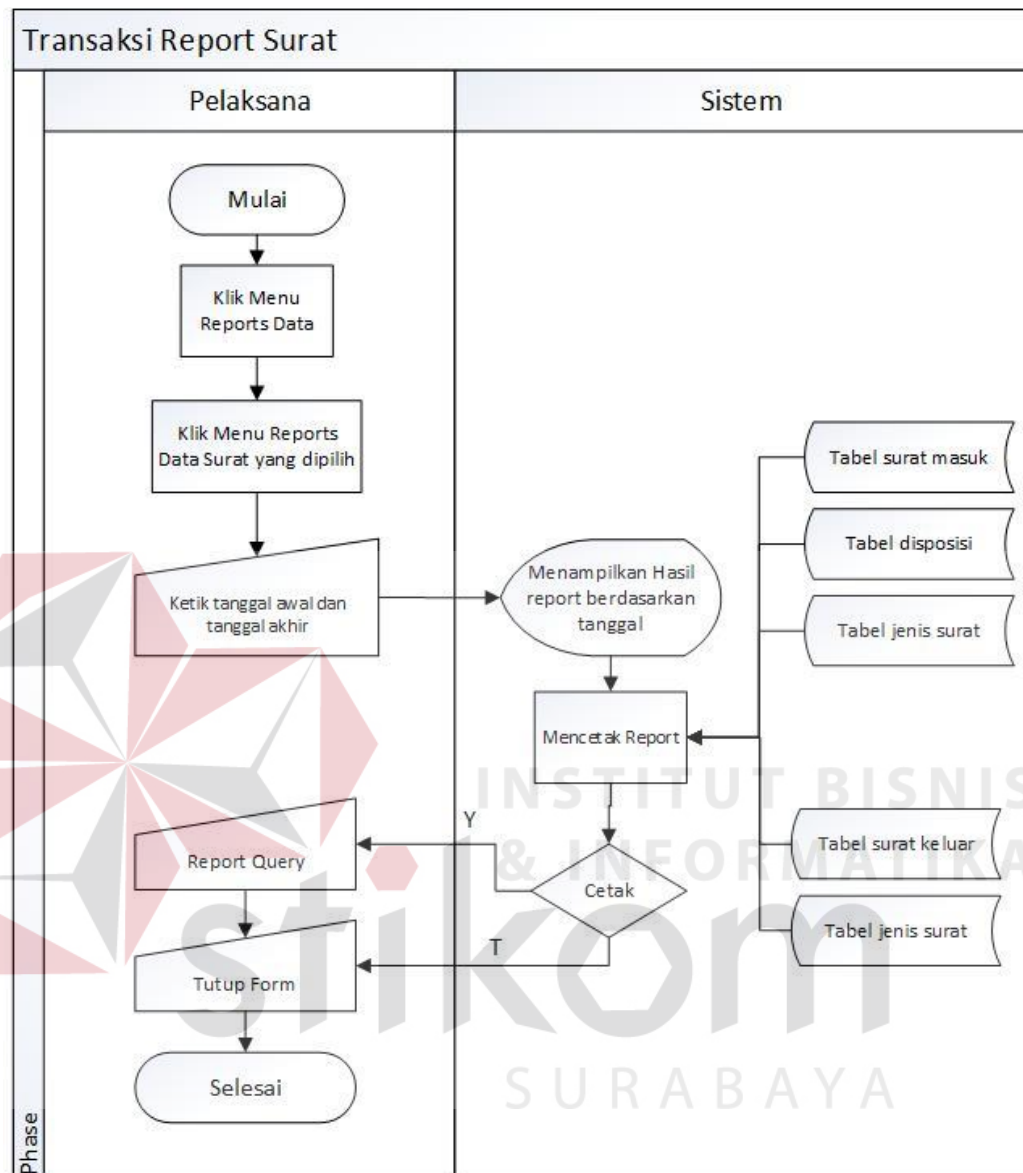 Transaksi Report Surat
Pelaksana
Sistem
Mulai
Klik Menu
Reports Data
Klik Menu Reports
Data Surat yang dipilih
Ketik tanggal awal dan
tanggal akhir
Menampilkan Hasil
report berdasarkan
tanggal
Tabel surat masuk
Tabel disposisi
Tabel jenis surat
Mencetak Report
INSTITUT BISNIS
& INFORMATIKA
Y
Report Query
Cetak
Tabel surat keluar
Tabel jenis surat
T
Tutup Form
stikom
SURABAYA
Selesai
Phase